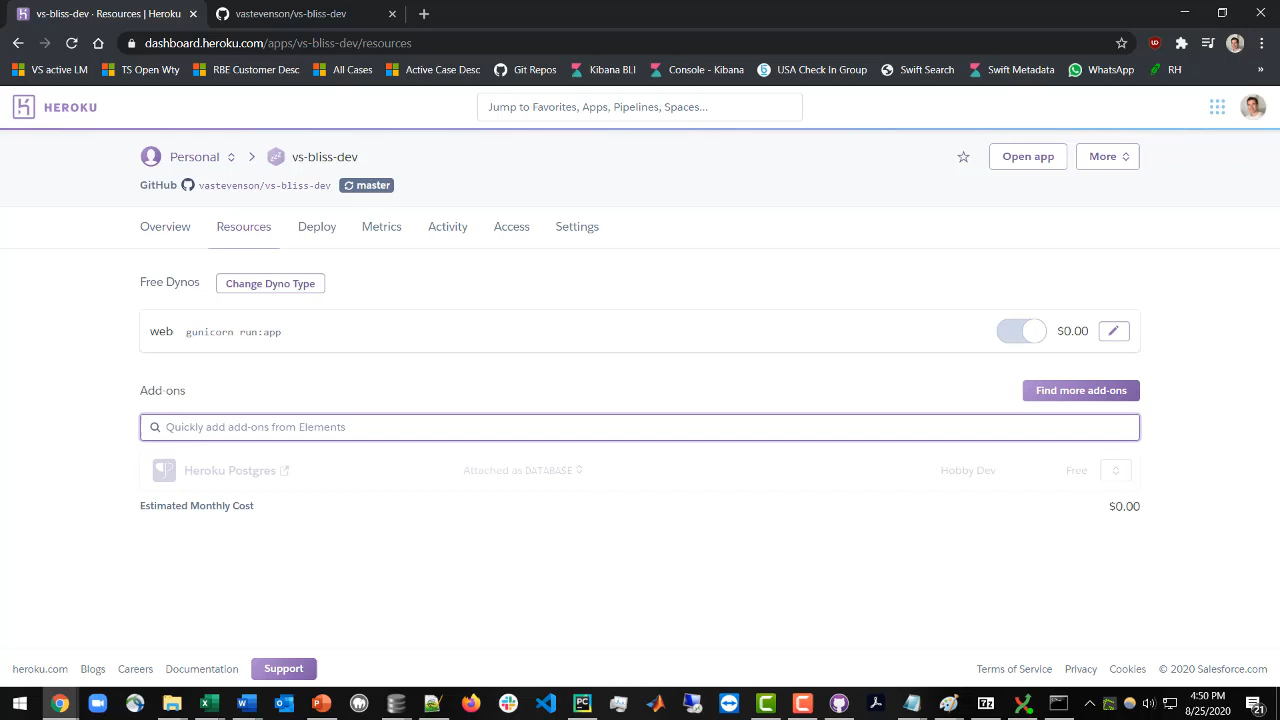 vs-bliss-dev - Resources | Heroku
vastevenson/vs-bliss-dev
dashboard.heroku.com/apps/vs-bliss-dev/resources
VS active LM
TS Open Wty
RBE Customer Desc
All Cases
Active Case Desc
Git Repos
Kibana BLI
Console - Kibana
USA Check In Group
Swift Search
Swift Metadata
WhatsApp
RH
»
HEROKU
Jump to Favorites, Apps, Pipelines, Spaces...
Personal
vs-bliss-dev
Open app
More
GitHub vastevenson/vs-bliss-dev master
Overview
Resources
Deploy
Metrics
Activity
Access
Settings
Free Dynos
Change Dyno Type
web gunicorn run:app
$0.00
Add-ons
Find more add-ons
Quickly add add-ons from Elements
Heroku Postgres
Attached as DATABASE
Hobby Dev
Free
Estimated Monthly Cost
$0.00
heroku.com
Blogs
Careers
Documentation
Support
Terms of Service
Privacy
Cookies
© 2020 Salesforce.com
4:50 PM
8/25/2020
21